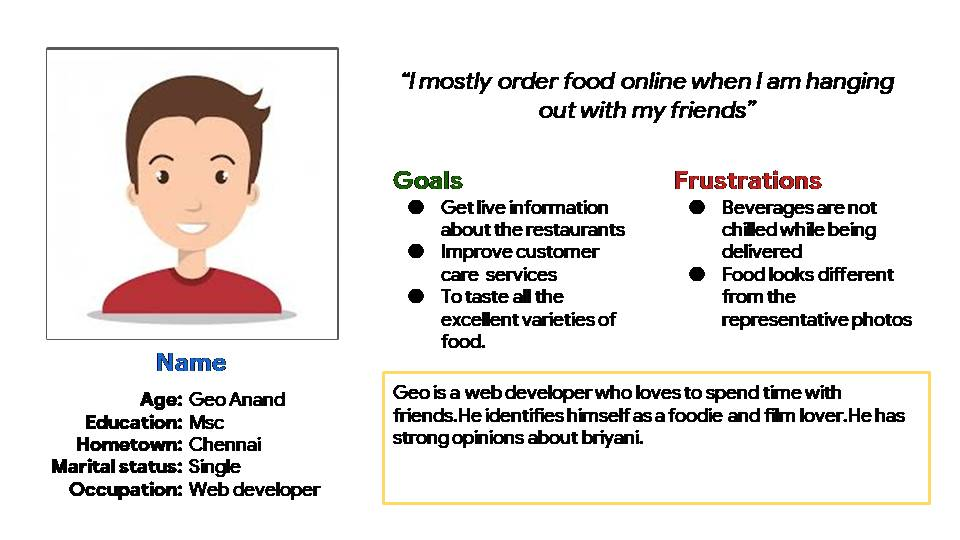 “I mostly order food online when I am hanging
out with my friends”
Goals
● Get live information
about the restaurants
● Improve customer
care services
● To taste all the
excellent varieties of
food.
Frustrations
● Beverages are not
chilled while being
delivered
● Food looks different
from the
representative photos
Name
Age: Geo Anand
Education: Msc
Hometown: Chennai
Marital status: Single
Occupation: Web developer
Geo is a web developer who loves to spend time with
friends.He identifies himself as a foodie and film lover.He has
strong opinions about briyani.